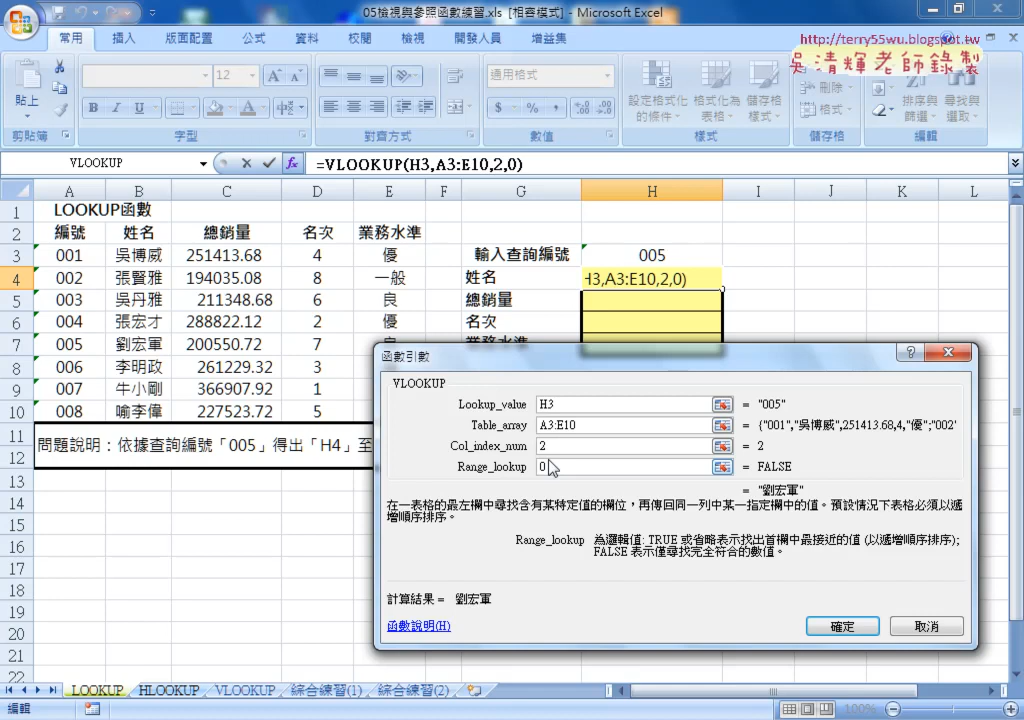 05檢視與參照函數練習.xls [相容模式] - Microsoft Excel
常用 插入 版面配置 公式 資料 校閱 檢視 開發人員 增益集
http://terry55wu.blogspot.tw
吳清輝老師錄製
貼上 12 通用格式 設定格式化的條件 格式化為表格 儲存格樣式 刪除 格式 排序與篩選 尋找與選取
剪貼簿 字型 對齊方式 數值 樣式 儲存格 編輯
VLOOKUP =VLOOKUP(H3,A3:E10,2,0)
A B C D E F G H I J K L
1 LOOKUP函數
2 編號 姓名 總銷量 名次 業務水準
3 001 吳博威 251413.68 4 優 輸入查詢編號 005
4 002 張賢雅 194035.08 8 一般 姓名 H3,A3:E10,2,0)
5 003 吳丹雅 211348.68 6 良 總銷量
6 004 張宏才 288822.12 2 優 名次
7 005 劉宏軍 200550.72 7 良 業務水準
8 006 李明政 261229.32 3
9 007 牛小剛 366907.92 1
10 008 喻李偉 227523.72 5
11
問題說明：依據查詢編號「005」得出「H4」至
12
13
14
15
16
17
18
19
20
21
22
函數引數
VLOOKUP
Lookup_value H3 = "005"
Table_array A3:E10 = {"001","吳博威",251413.68,4,"優";"002"
Col_index_num 2 = 2
Range_lookup 0 = FALSE
= "劉宏軍"
在一表格的最左欄中尋找含有某特定值的欄位，再傳回同一列中某一指定欄中的值。預設情況下表格必須以遞
增順序排序。
Range_lookup 為邏輯值: TRUE 或省略表示找出首欄中最接近的值 (以遞增順序排序);
FALSE 表示僅尋找完全符合的數值。
計算結果 = 劉宏軍
函數說明(H) 確定 取消
LOOKUP HLOOKUP VLOOKUP 綜合練習(1) 綜合練習(2)
編輯 100%